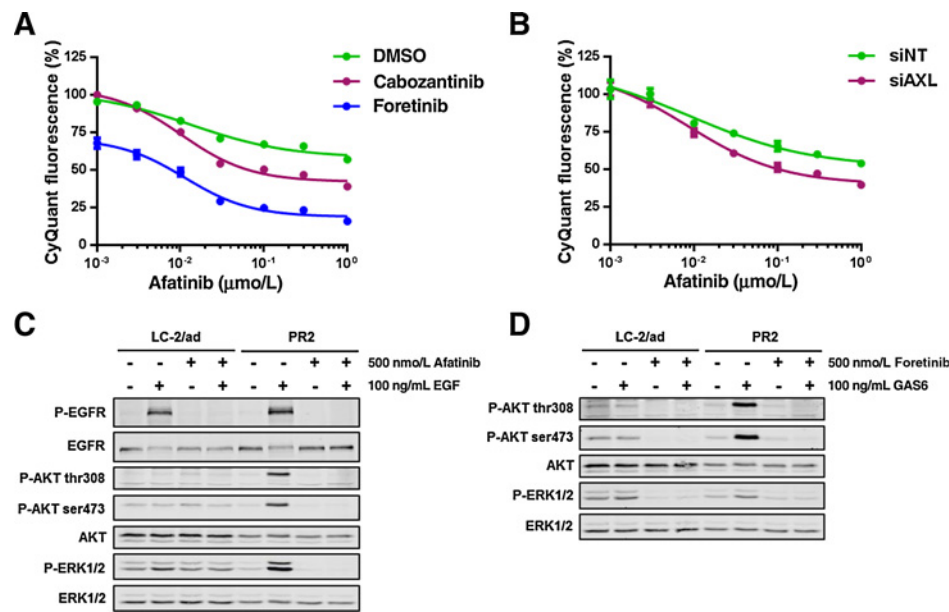 A
CyQuant fluorescence (%)
125
100
75
50
25
0
10⁻³
10⁻²
10⁻¹
10⁰
Afatinib (μmo/L)
DMSO
Cabozantinib
Foretinib
B
CyQuant fluorescence (%)
125
100
75
50
25
0
10⁻³
10⁻²
10⁻¹
10⁰
Afatinib (μmo/L)
siNT
siAXL
C
LC-2/ad PR2
- - + + - - + + 500 nmo/L Afatinib
- + - + - + - + 100 ng/mL EGF
P-EGFR
EGFR
P-AKT thr308
P-AKT ser473
AKT
P-ERK1/2
ERK1/2
D
LC-2/ad PR2
- - + + - - + + 500 nmo/L Foretinib
- + - + - + - + 100 ng/mL GAS6
P-AKT thr308
P-AKT ser473
AKT
P-ERK1/2
ERK1/2